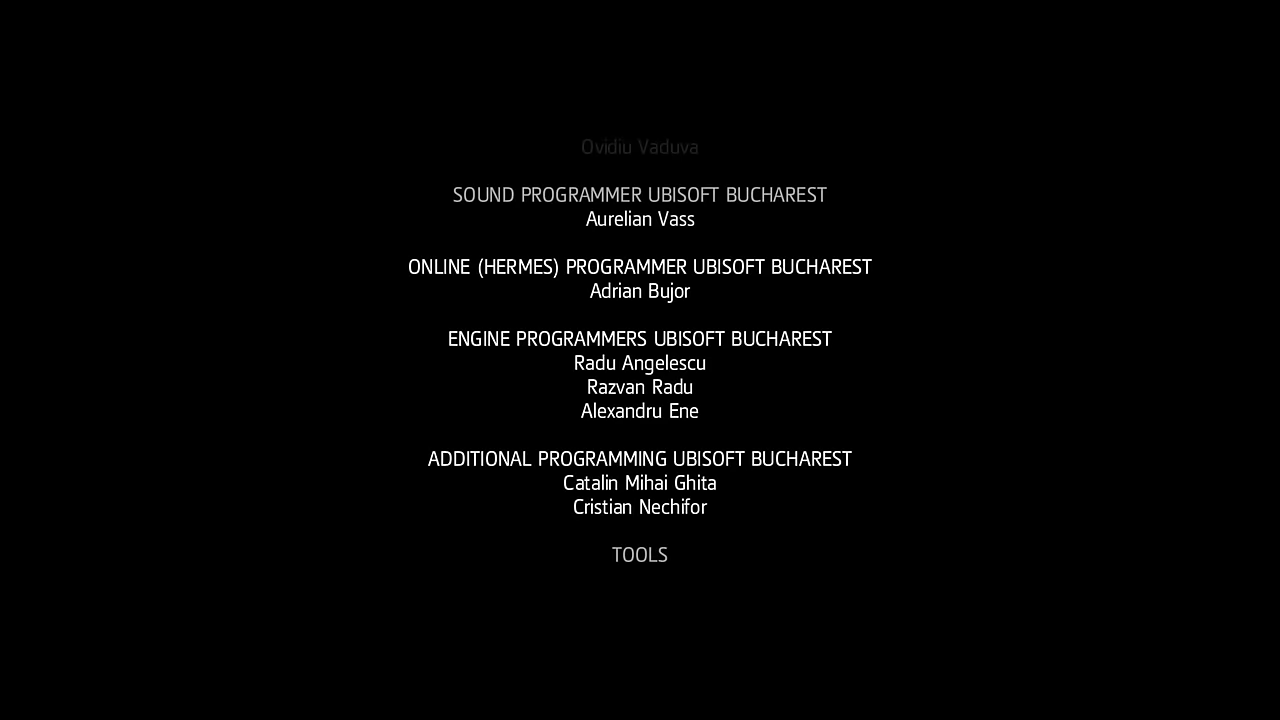 Ovidiu Vaduva
SOUND PROGRAMMER UBISOFT BUCHAREST
Aurelian Vass
ONLINE (HERMES) PROGRAMMER UBISOFT BUCHAREST
Adrian Bujor
ENGINE PROGRAMMERS UBISOFT BUCHAREST
Radu Angelescu
Razvan Radu
Alexandru Ene
ADDITIONAL PROGRAMMING UBISOFT BUCHAREST
Catalin Mihai Ghita
Cristian Nechifor
TOOLS